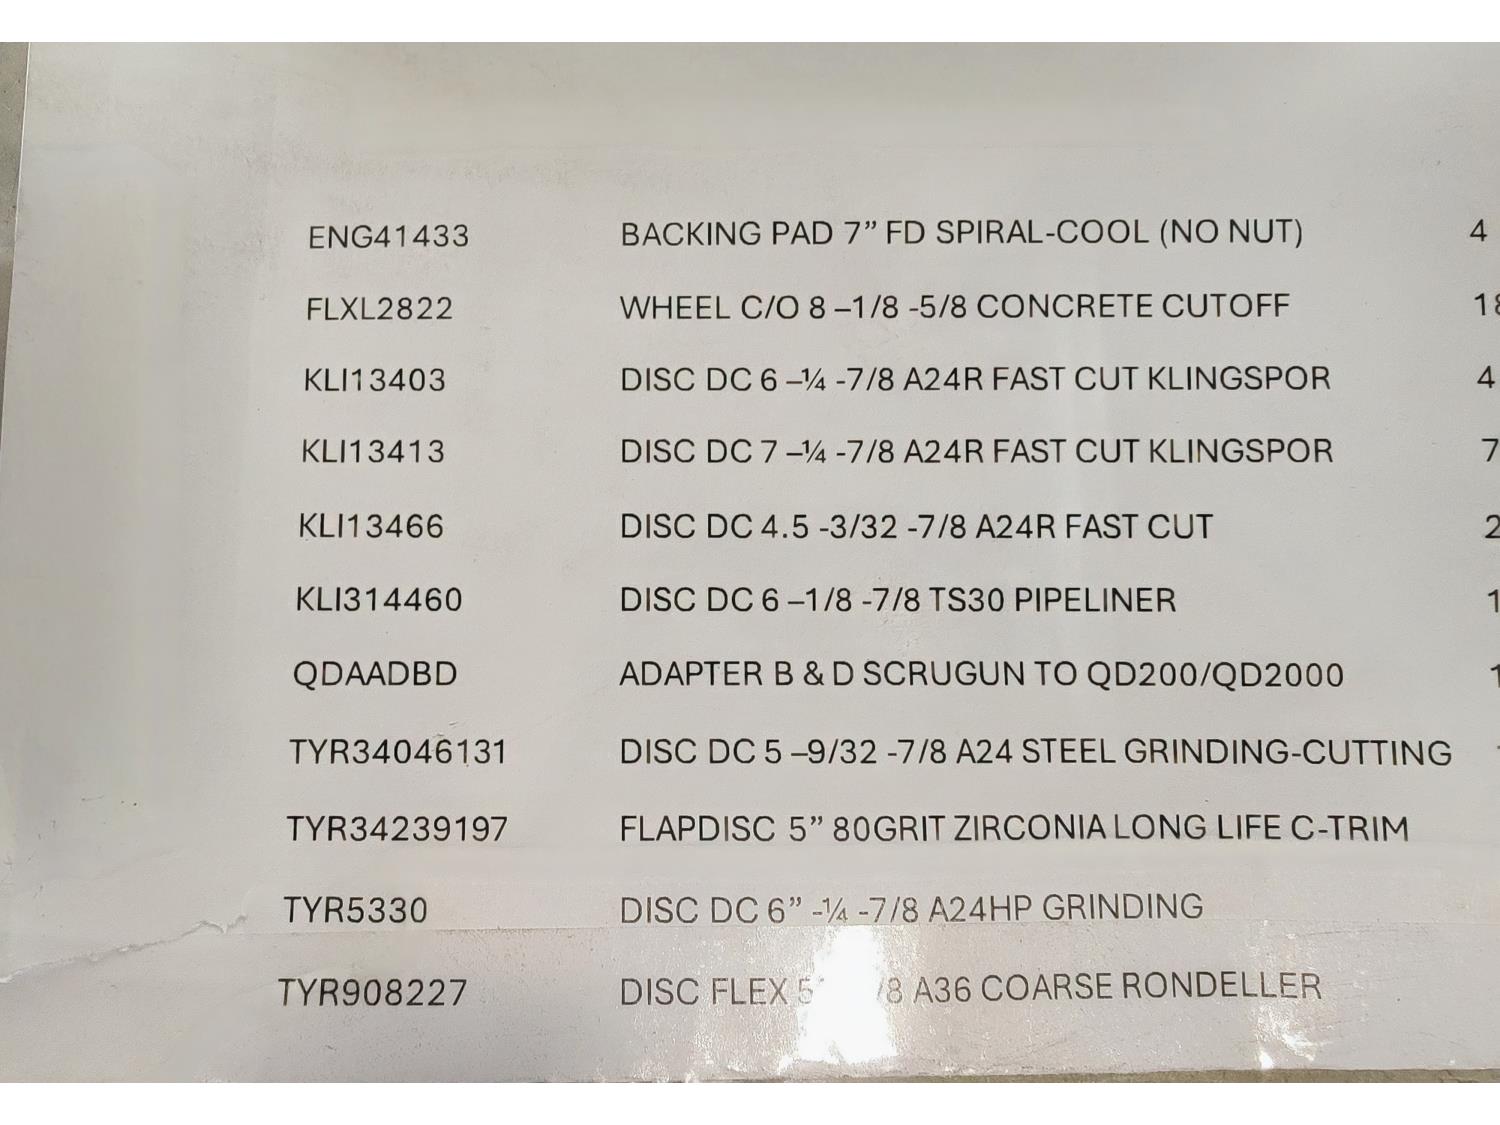 ENG41433 BACKING PAD 7” FD SPIRAL-COOL (NO NUT) 4
FLXL2822 WHEEL C/O 8 –1/8 -5/8 CONCRETE CUTOFF
KLI13403 DISC DC 6 –¼ -7/8 A24R FAST CUT KLINGSPOR 4
KLI13413 DISC DC 7 –¼ -7/8 A24R FAST CUT KLINGSPOR 7
KLI13466 DISC DC 4.5 -3/32 -7/8 A24R FAST CUT 2
KLI314460 DISC DC 6 –1/8 -7/8 TS30 PIPELINER 1
QDAADBD ADAPTER B & D SCRUGUN TO QD200/QD2000
TYR34046131 DISC DC 5 –9/32 -7/8 A24 STEEL GRINDING-CUTTING
TYR34239197 FLAPDISC 5” 80GRIT ZIRCONIA LONG LIFE C-TRIM
TYR5330 DISC DC 6” -¼ -7/8 A24HP GRINDING
TYR908227 DISC FLEX A36 COARSE RONDELLER